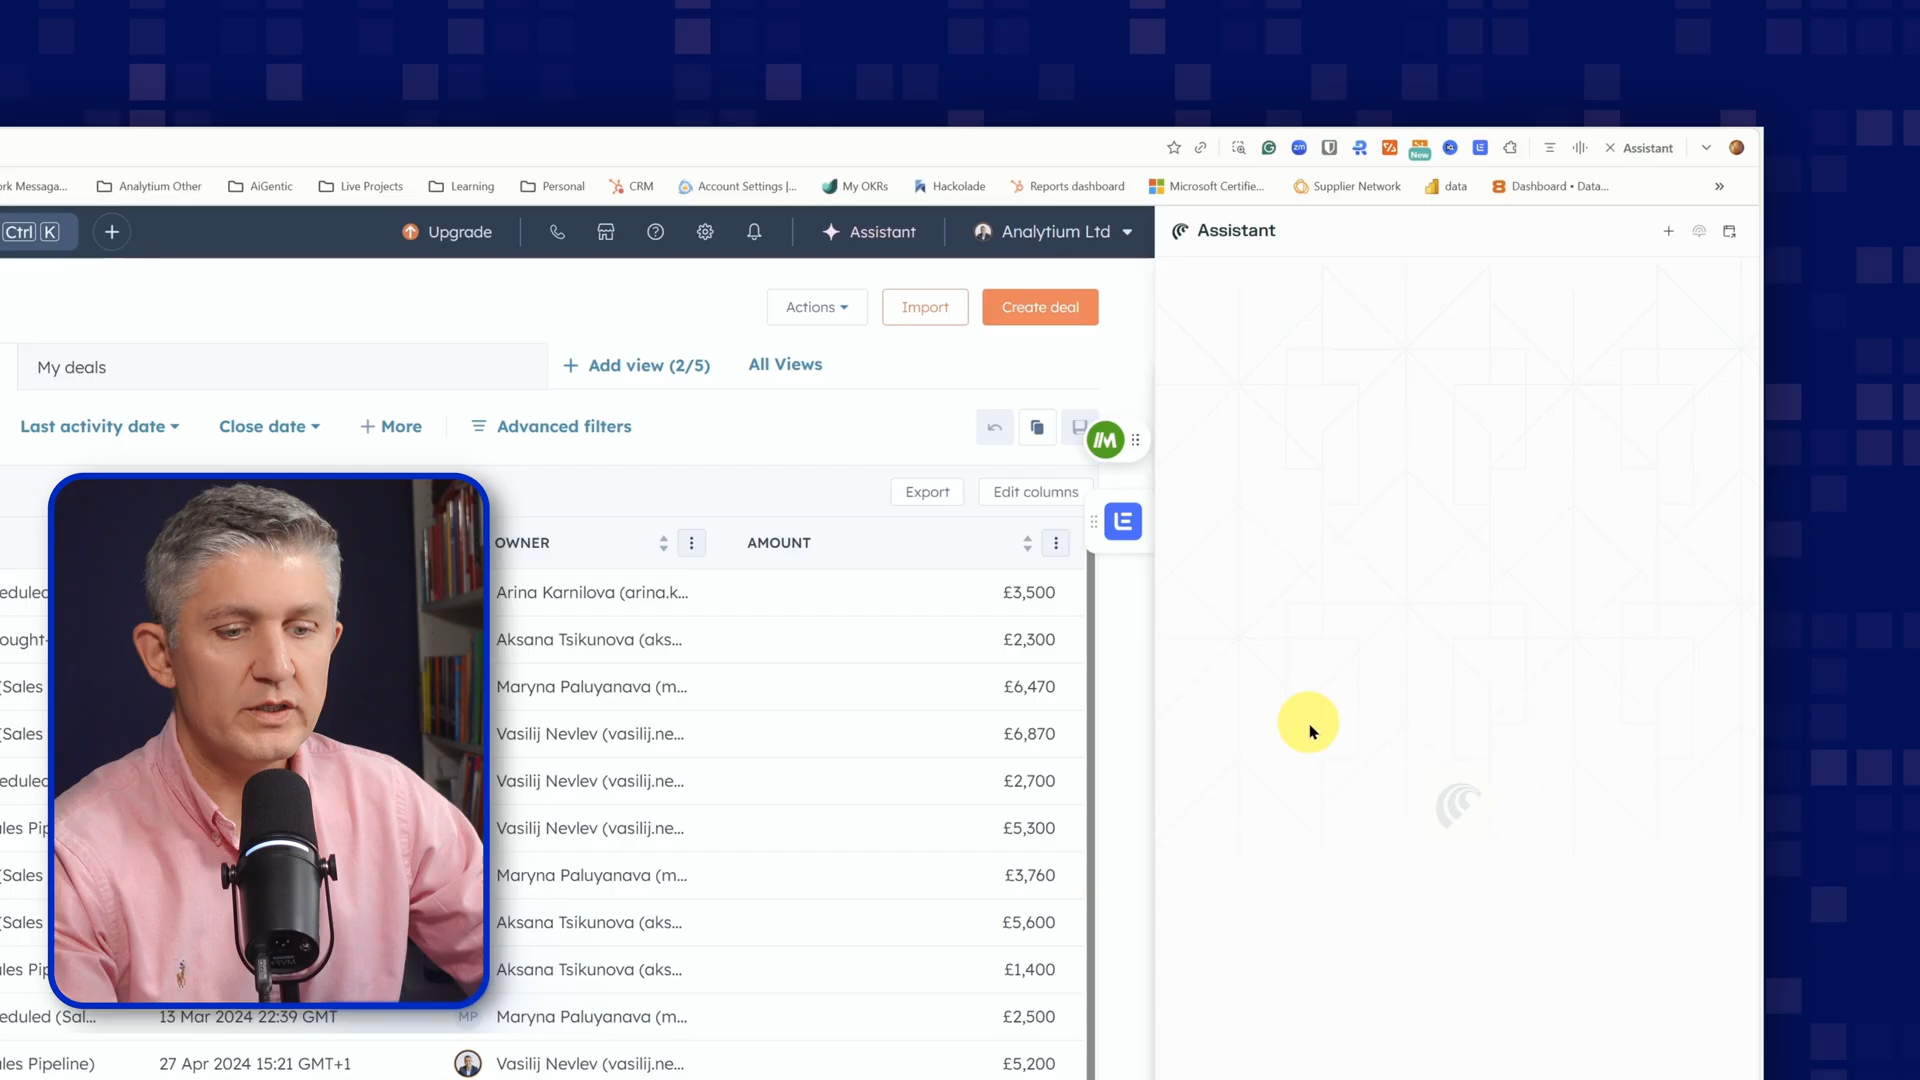 Assistant
rk Messaga...
Analytium Other
AiGentic
Live Projects
Learning
Personal
CRM
Account Settings |...
My OKRs
Hackolade
Reports dashboard
Microsoft Certifie...
Supplier Network
data
Dashboard • Data...
»
Ctrl K
Upgrade
Assistant
Analytium Ltd
Assistant
Actions
Import
Create deal
My deals
+ Add view (2/5)
All Views
Last activity date
Close date
+ More
Advanced filters
Export
Edit columns
OWNER
AMOUNT
eduled
Arina Karnilova (arina.k...
£3,500
ought-
Aksana Tsikunova (aks...
£2,300
(Sales
Maryna Paluyanava (m...
£6,470
(Sales
Vasilij Nevlev (vasilij.ne...
£6,870
eduled
Vasilij Nevlev (vasilij.ne...
£2,700
les Pip
Vasilij Nevlev (vasilij.ne...
£5,300
(Sales
Maryna Paluyanava (m...
£3,760
(Sales
Aksana Tsikunova (aks...
£5,600
les Pip
Aksana Tsikunova (aks...
£1,400
eduled (Sal...
13 Mar 2024 22:39 GMT
MP
Maryna Paluyanava (m...
£2,500
les Pipeline)
27 Apr 2024 15:21 GMT+1
Vasilij Nevlev (vasilij.ne...
£5,200